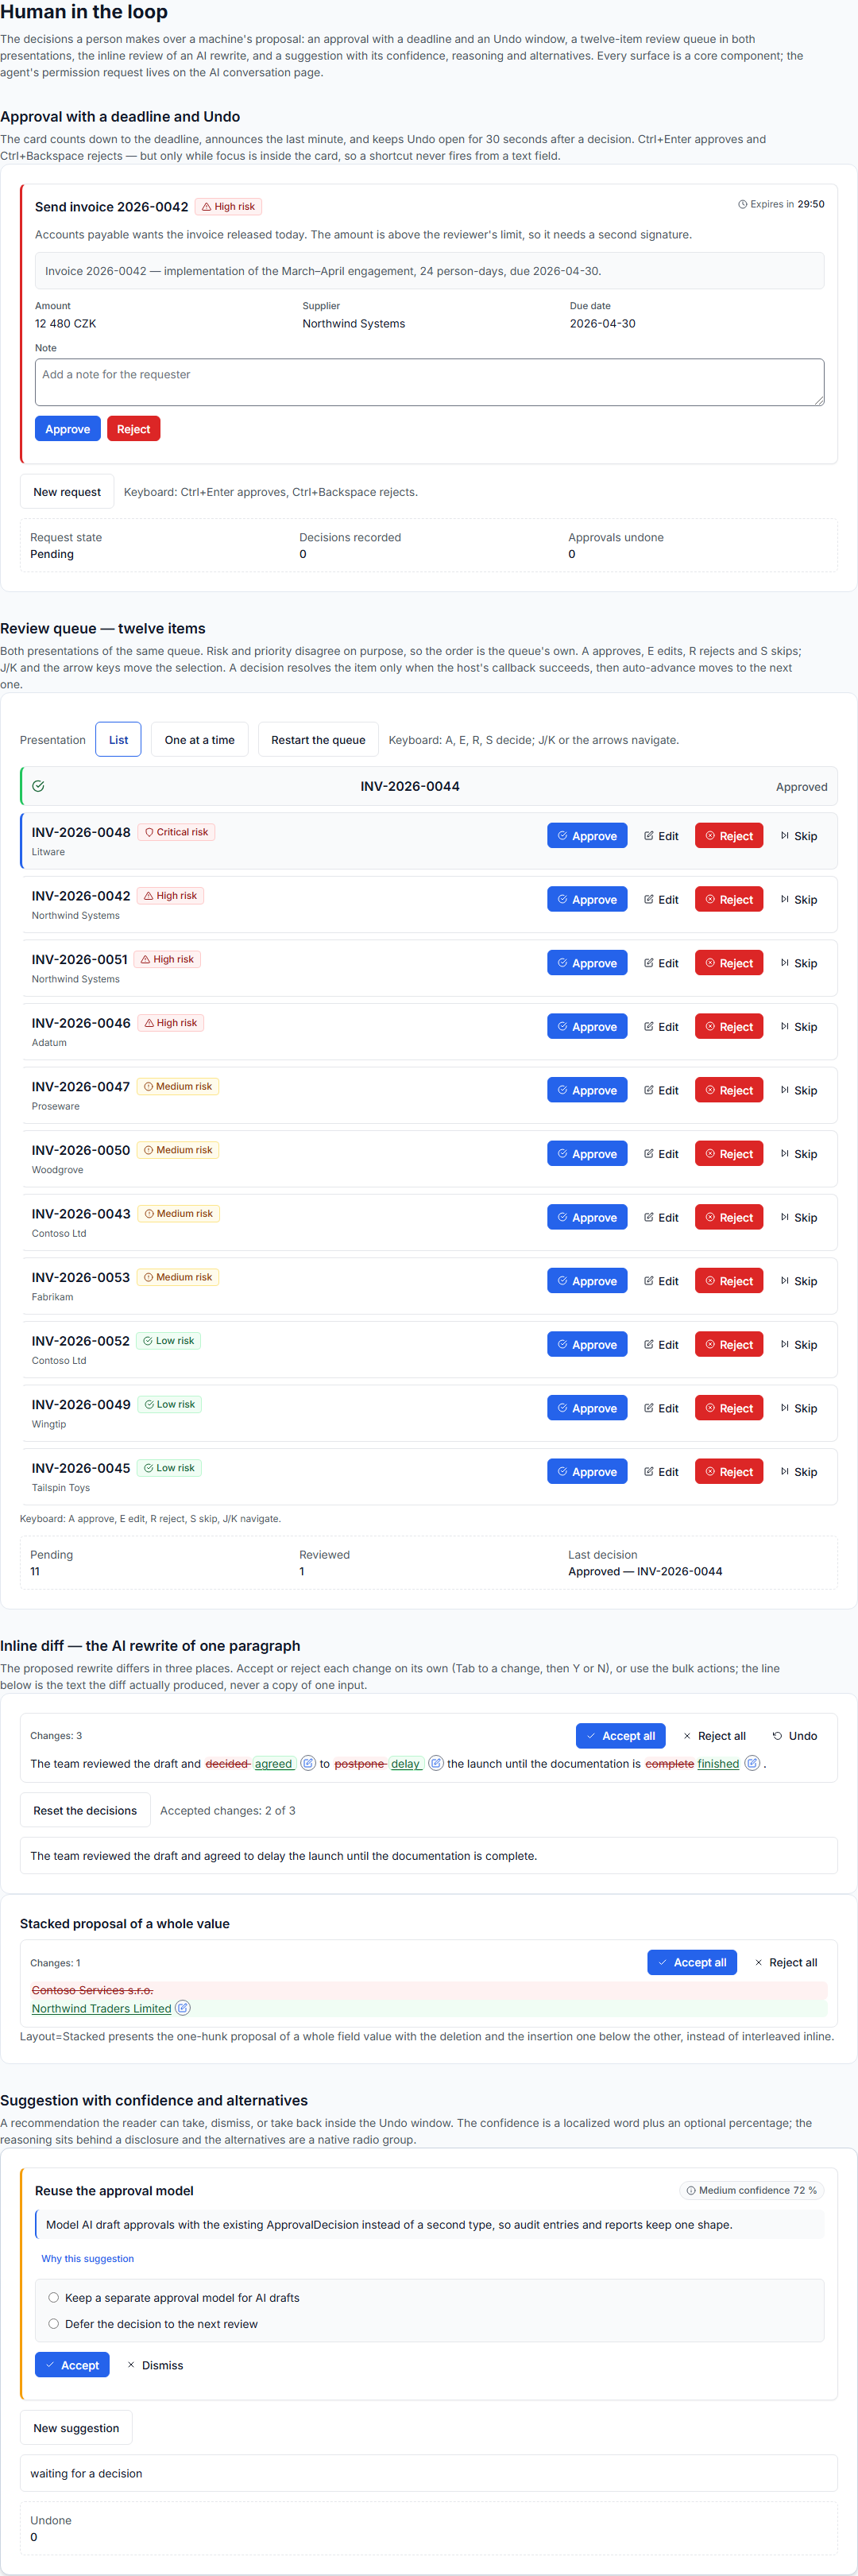 Human in the loop
The decisions a person makes over a machine's proposal: an approval with a deadline and an Undo window, a twelve-item review queue in both
presentations, the inline review of an AI rewrite, and a suggestion with its confidence, reasoning and alternatives. Every surface is a core component; the
agent's permission request lives on the AI conversation page.
Approval with a deadline and Undo
The card counts down to the deadline, announces the last minute, and keeps Undo open for 30 seconds after a decision. Ctrl+Enter approves and
Ctrl+Backspace rejects — but only while focus is inside the card, so a shortcut never fires from a text field.
Send invoice 2026-0042 High risk Expires in 29:50
Accounts payable wants the invoice released today. The amount is above the reviewer's limit, so it needs a second signature.
Invoice 2026-0042 — implementation of the March–April engagement, 24 person-days, due 2026-04-30.
Amount Supplier Due date
12 480 CZK Northwind Systems 2026-04-30
Note
Add a note for the requester
Approve Reject
New request Keyboard: Ctrl+Enter approves, Ctrl+Backspace rejects.
Request state Decisions recorded Approvals undone
Pending 0 0
Review queue — twelve items
Both presentations of the same queue. Risk and priority disagree on purpose, so the order is the queue's own. A approves, E edits, R rejects and S skips;
J/K and the arrow keys move the selection. A decision resolves the item only when the host's callback succeeds, then auto-advance moves to the next
one.
Presentation List One at a time Restart the queue Keyboard: A, E, R, S decide; J/K or the arrows navigate.
INV-2026-0044 Approved
INV-2026-0048 Critical risk Approve Edit Reject Skip
Litware
INV-2026-0042 High risk Approve Edit Reject Skip
Northwind Systems
INV-2026-0051 High risk Approve Edit Reject Skip
Northwind Systems
INV-2026-0046 High risk Approve Edit Reject Skip
Adatum
INV-2026-0047 Medium risk Approve Edit Reject Skip
Proseware
INV-2026-0050 Medium risk Approve Edit Reject Skip
Woodgrove
INV-2026-0043 Medium risk Approve Edit Reject Skip
Contoso Ltd
INV-2026-0053 Medium risk Approve Edit Reject Skip
Fabrikam
INV-2026-0052 Low risk Approve Edit Reject Skip
Contoso Ltd
INV-2026-0049 Low risk Approve Edit Reject Skip
Wingtip
INV-2026-0045 Low risk Approve Edit Reject Skip
Tailspin Toys
Keyboard: A approve, E edit, R reject, S skip, J/K navigate.
Pending Reviewed Last decision
11 1 Approved — INV-2026-0044
Inline diff — the AI rewrite of one paragraph
The proposed rewrite differs in three places. Accept or reject each change on its own (Tab to a change, then Y or N), or use the bulk actions; the line
below is the text the diff actually produced, never a copy of one input.
Changes: 3 Accept all Reject all Undo
The team reviewed the draft and decided agreed to postpone delay the launch until the documentation is complete finished .
Reset the decisions Accepted changes: 2 of 3
The team reviewed the draft and agreed to delay the launch until the documentation is complete.
Stacked proposal of a whole value
Changes: 1 Accept all Reject all
Contoso Services s.r.o.
Northwind Traders Limited
Layout=Stacked presents the one-hunk proposal of a whole field value with the deletion and the insertion one below the other, instead of interleaved inline.
Suggestion with confidence and alternatives
A recommendation the reader can take, dismiss, or take back inside the Undo window. The confidence is a localized word plus an optional percentage; the
reasoning sits behind a disclosure and the alternatives are a native radio group.
Reuse the approval model Medium confidence 72 %
Model AI draft approvals with the existing ApprovalDecision instead of a second type, so audit entries and reports keep one shape.
Why this suggestion
Keep a separate approval model for AI drafts
Defer the decision to the next review
Accept Dismiss
New suggestion
waiting for a decision
Undone
0